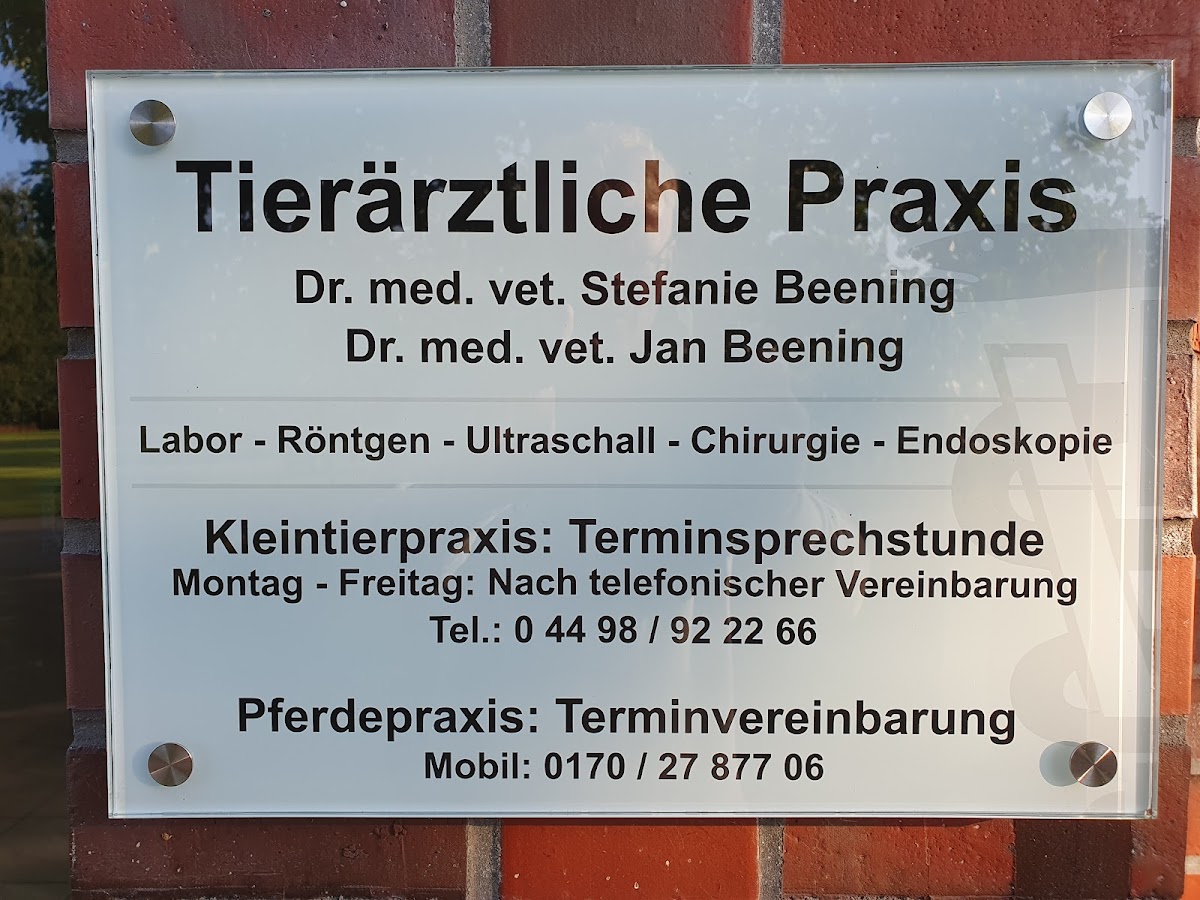 Tierärztliche Praxis
Dr. med. vet. Stefanie Beening
Dr. med. vet. Jan Beening
Labor - Röntgen - Ultraschall - Chirurgie - Endoskopie
Kleintierpraxis: Terminsprechstunde
Montag - Freitag: Nach telefonischer Vereinbarung
Tel.: 0 44 98 / 92 22 66
Pferdepraxis: Terminvereinbarung
Mobil: 0170 / 27 877 06